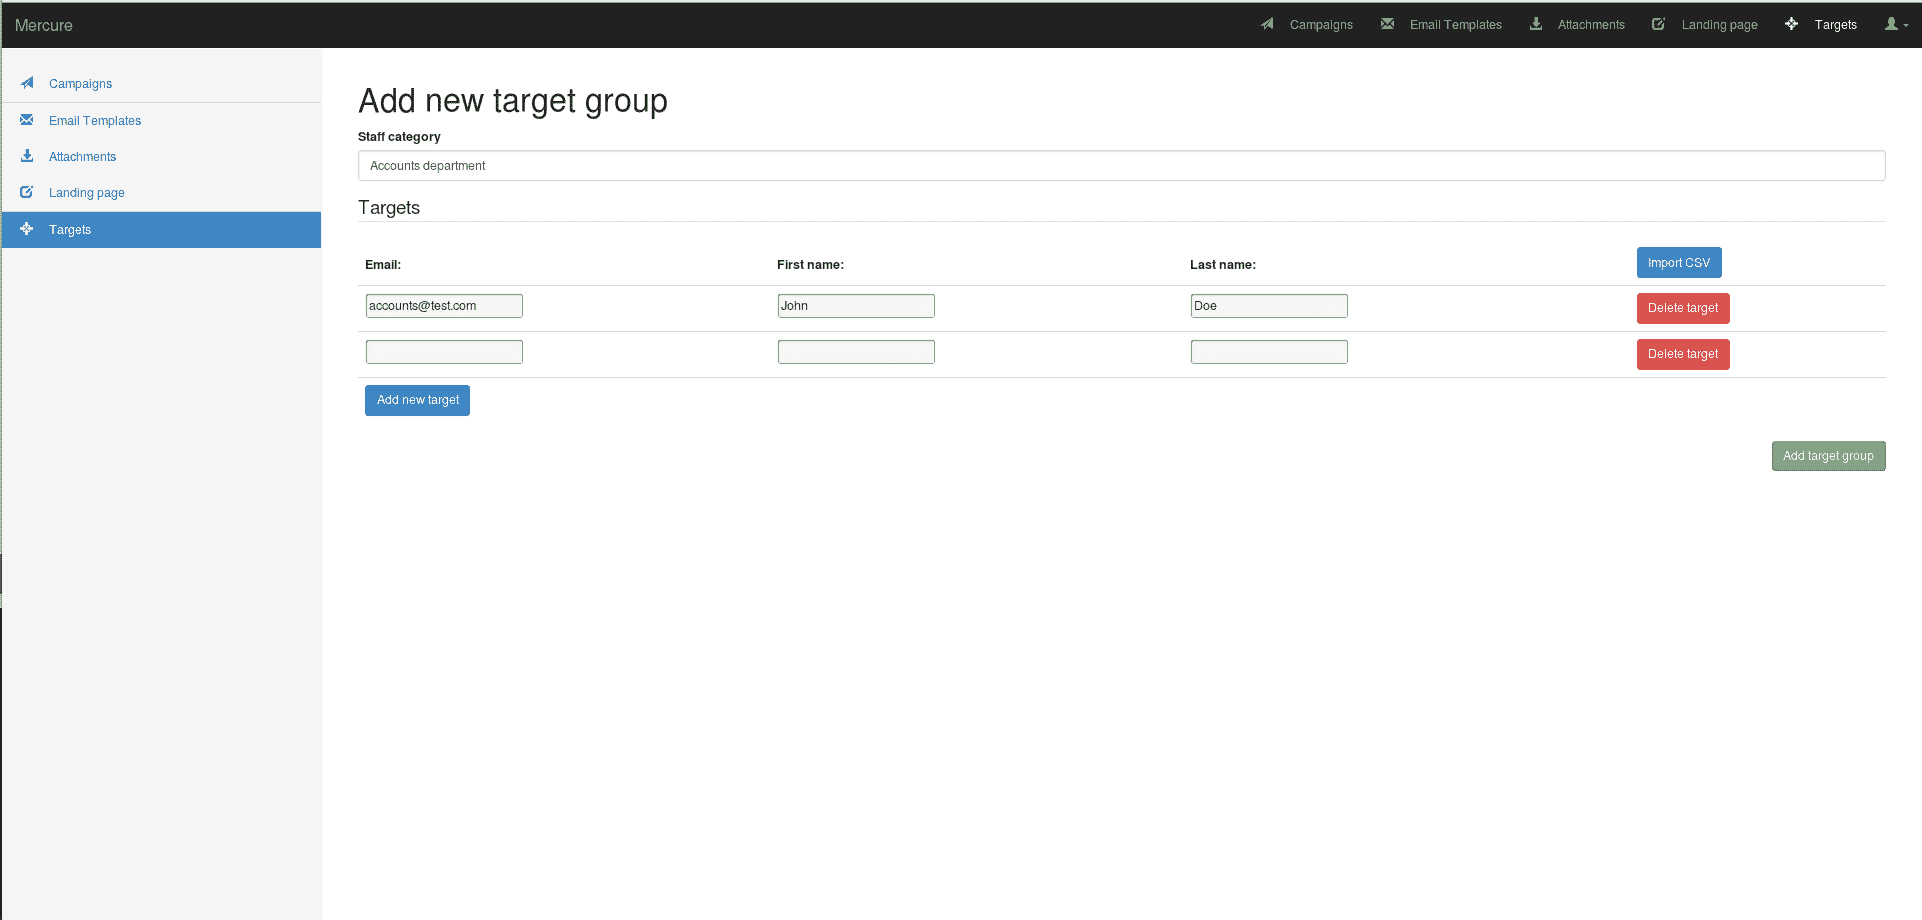 Mercure Campaigns Email Templates Attachments Landing page Targets
Campaigns
Email Templates
Attachments
Landing page
Targets
Add new target group
Staff category
Accounts department
Targets
Email: First name: Last name: Import CSV
accounts@test.com John Doe Delete target
Delete target
Add new target
Add target group